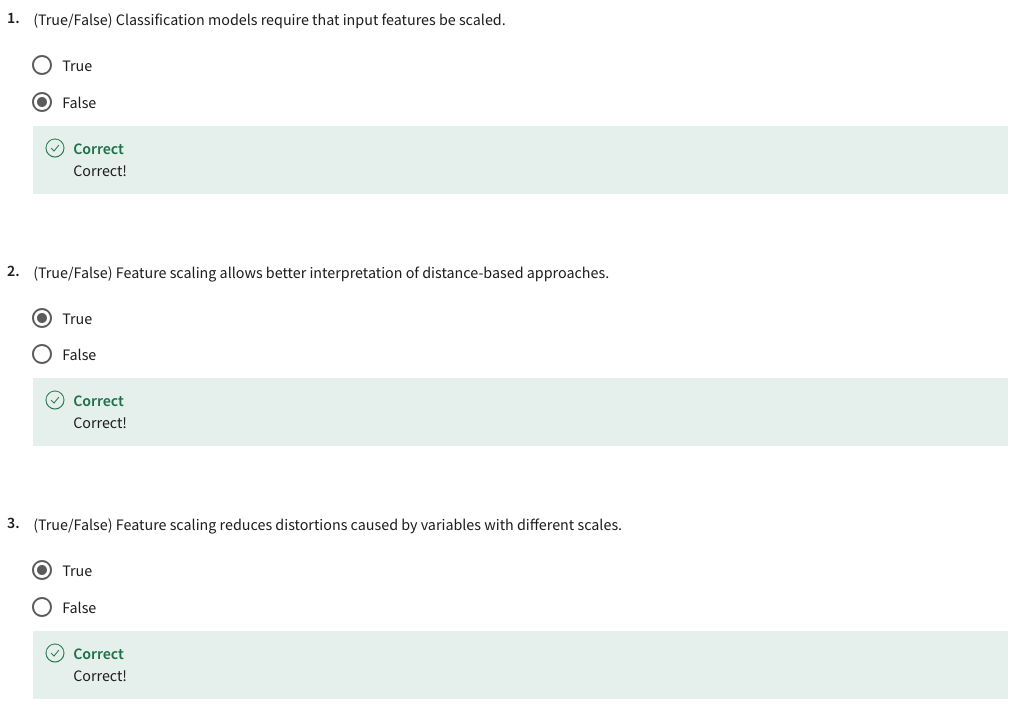 1. (True/False) Classification models require that input features be scaled.
True
False
Correct
Correct!
2. (True/False) Feature scaling allows better interpretation of distance-based approaches.
True
False
Correct
Correct!
3. (True/False) Feature scaling reduces distortions caused by variables with different scales.
True
False
Correct
Correct!